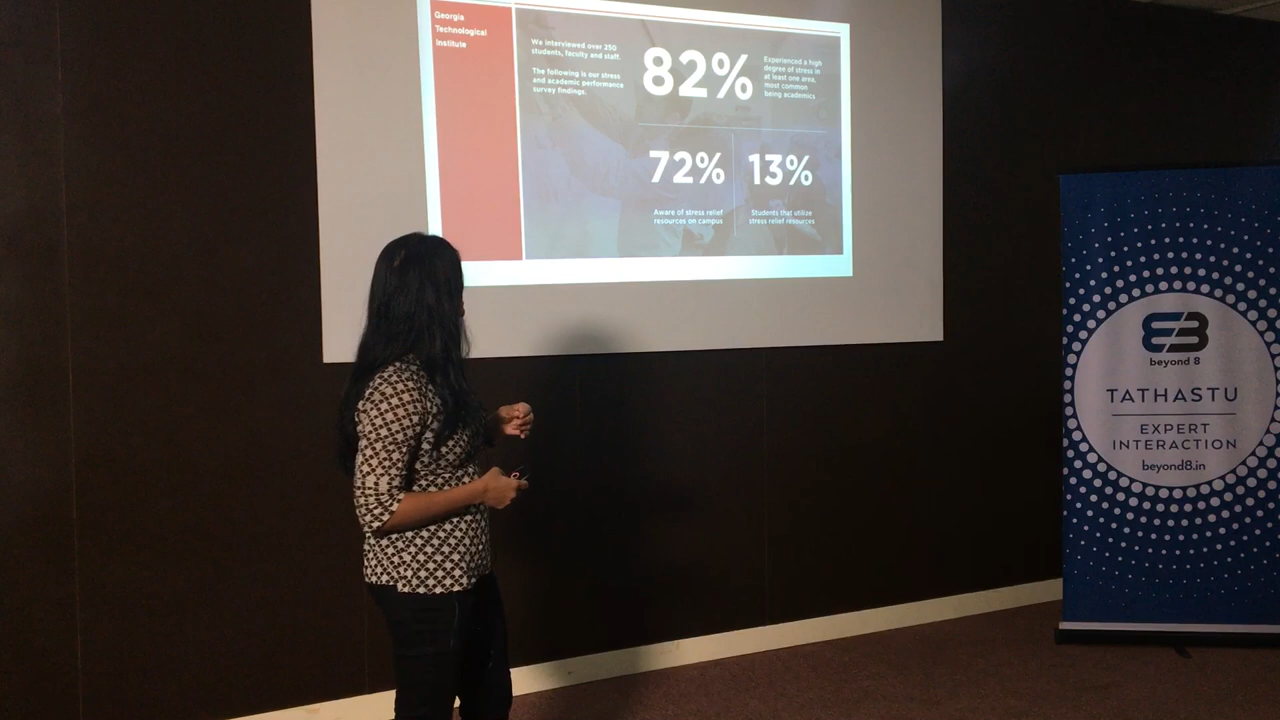 Georgia
Technological
Institute
We interviewed over 250
students, faculty and staff.
The following is our stress
and academic performance
survey findings.
82%
Experienced a high
degree of stress in
at least one area,
most common
being academics
72%
Aware of stress relief
resources on campus
13%
Students that utilize
stress relief resources
beyond 8
TATHASTU
EXPERT
INTERACTION
beyond8.in